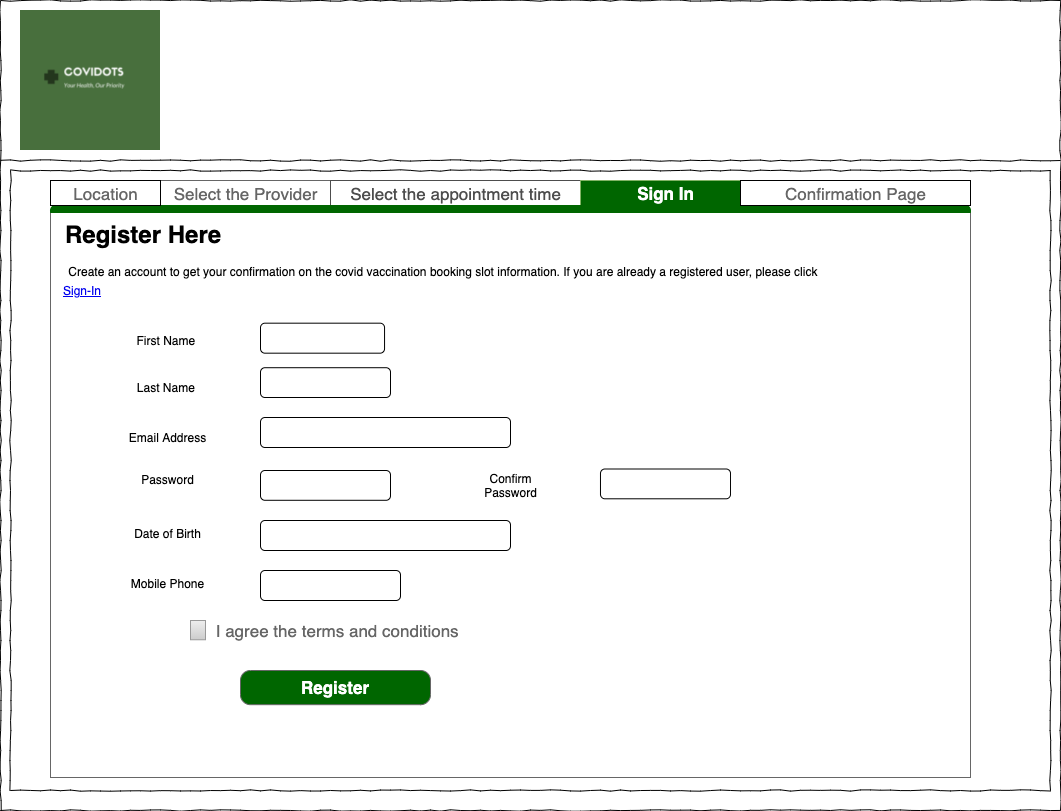 COVIDOTS
Your Health, Our Priority
Location Select the Provider Select the appointment time Sign In Confirmation Page
Register Here
Create an account to get your confirmation on the covid vaccination booking slot information. If you are already a registered user, please click
Sign-In
First Name
Last Name
Email Address
Password Confirm
Password
Date of Birth
Mobile Phone
I agree the terms and conditions
Register